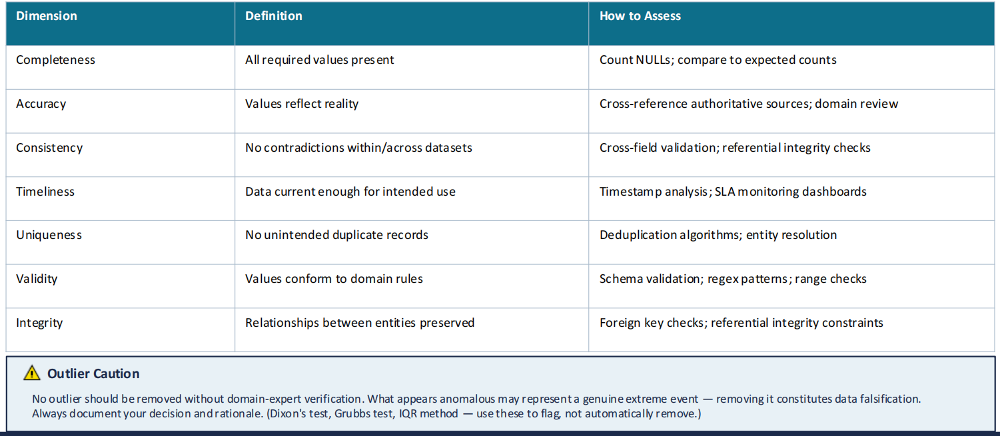 Dimension Definition How to Assess
Completeness All required values present Count NULLs; compare to expected counts
Accuracy Values reflect reality Cross-reference authoritative sources; domain review
Consistency No contradictions within/across datasets Cross-field validation; referential integrity checks
Timeliness Data current enough for intended use Timestamp analysis; SLA monitoring dashboards
Uniqueness No unintended duplicate records Deduplication algorithms; entity resolution
Validity Values conform to domain rules Schema validation; regex patterns; range checks
Integrity Relationships between entities preserved Foreign key checks; referential integrity constraints
Outlier Caution
No outlier should be removed without domain-expert verification. What appears anomalous may represent a genuine extreme event — removing it constitutes data falsification.
Always document your decision and rationale. (Dixon's test, Grubbs test, IQR method — use these to flag, not automatically remove.)